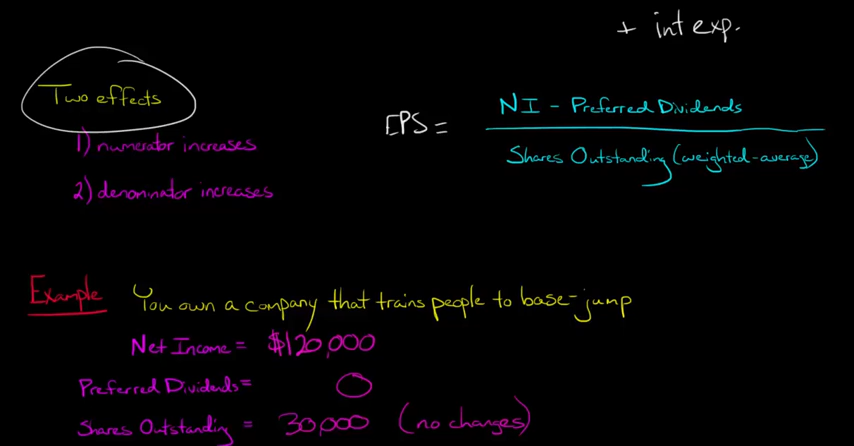 + int exp.
Two effects
1) numerator increases
2) denominator increases
EPS =
NI - Preferred Dividends
Shares Outstanding (weighted-average)
Example
You own a company that trains people to base-jump
Net Income = $120,000
Preferred Dividends = 0
Shares Outstanding = 30,000 (no changes)